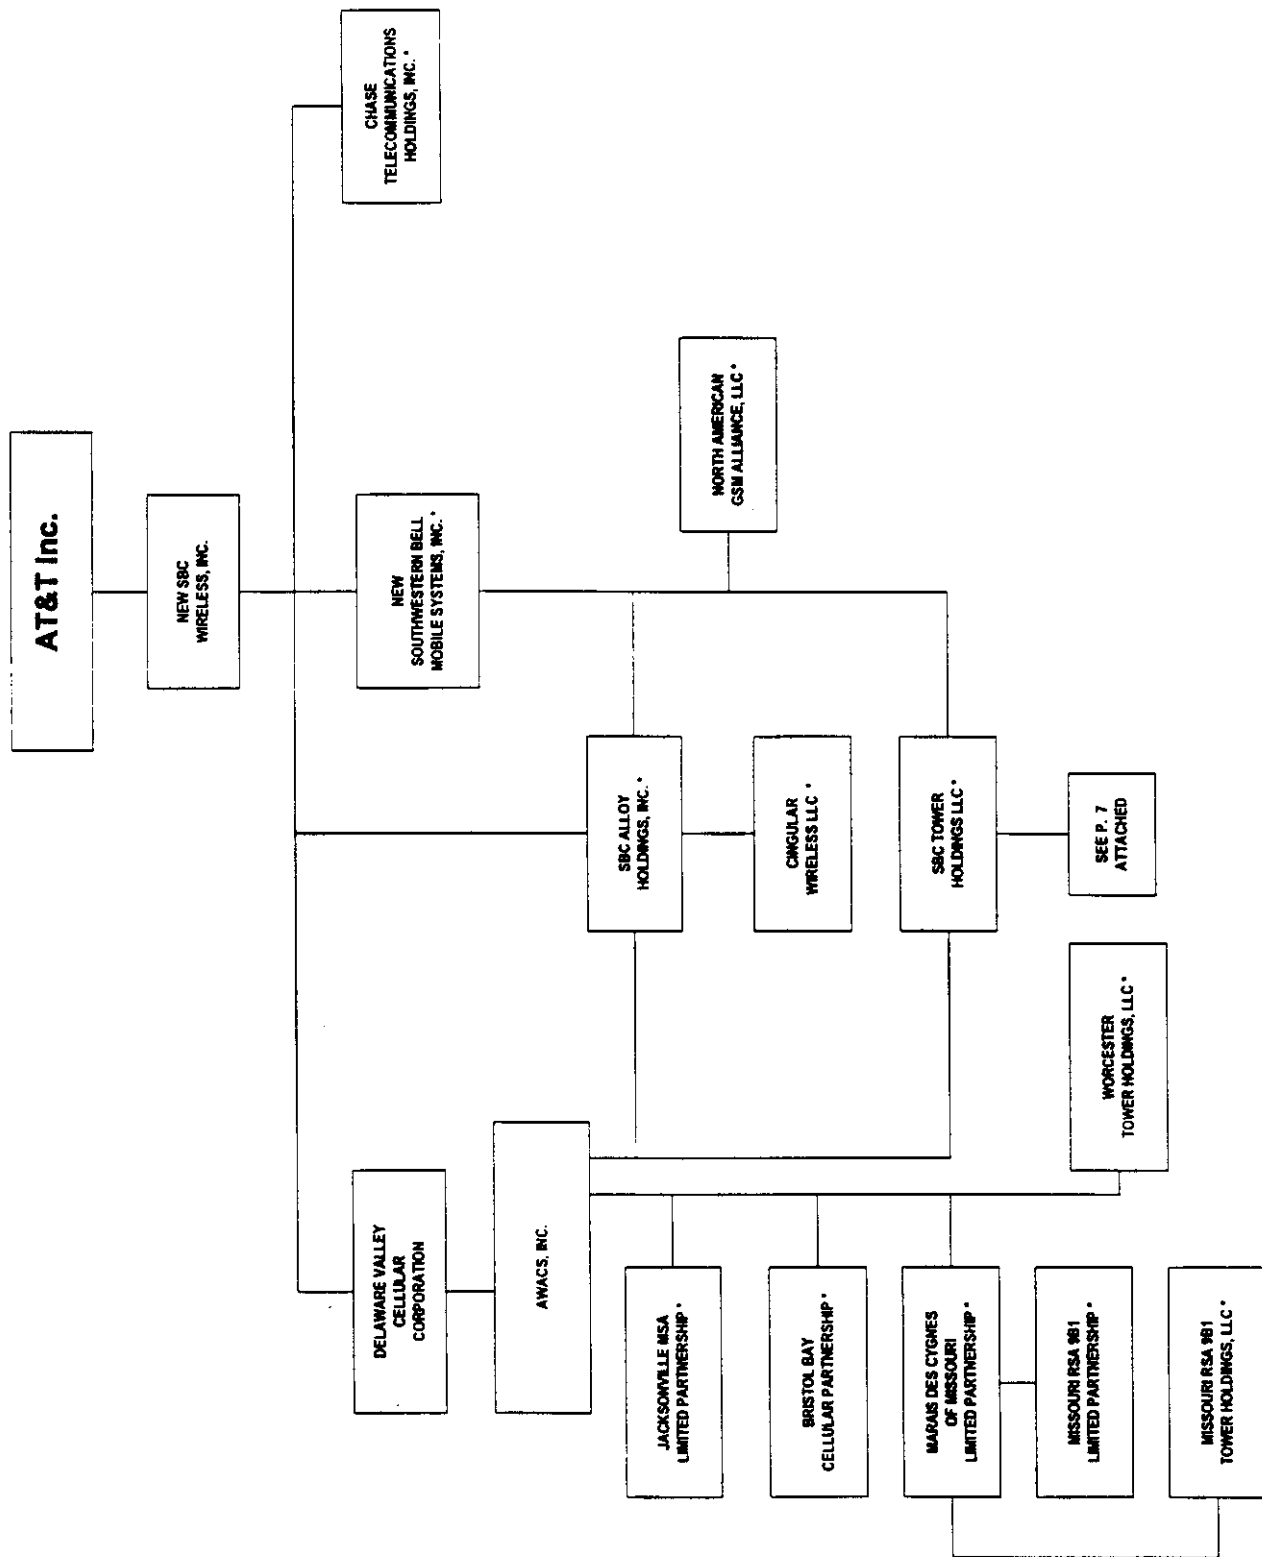 AT&T Inc.
NEW SBC
WIRELESS, INC.
DELAWARE VALLEY
CELLULAR
CORPORATION
NEW
SOUTHWESTERN BELL
MOBILE SYSTEMS, INC. *
CHASE
TELECOMMUNICATIONS
HOLDINGS, INC. *
AWACS, INC.
SBC ALLOY
HOLDINGS, INC. *
NORTH AMERICAN
GSM ALLIANCE, LLC *
JACKSONVILLE MSA
LIMITED PARTNERSHIP *
CINGULAR
WIRELESS LLC *
BRISTOL BAY
CELLULAR PARTNERSHIP *
SBC TOWER
HOLDINGS LLC *
MARAIS DES CYGNES
OF MISSOURI
LIMITED PARTNERSHIP *
SEE P. 7
ATTACHED
WORCESTER
TOWER HOLDINGS, LLC *
MISSOURI RSA 9B1
LIMITED PARTNERSHIP *
MISSOURI RSA 9B1
TOWER HOLDINGS, LLC *